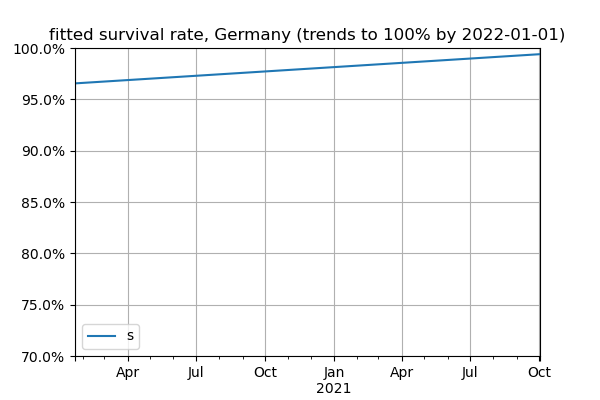 fitted survival rate, Germany (trends to 100% by 2022-01-01)
100.0%
95.0%
90.0%
85.0%
80.0%
75.0%
70.0%
s
Apr Jul Oct Jan Apr Jul Oct
2021